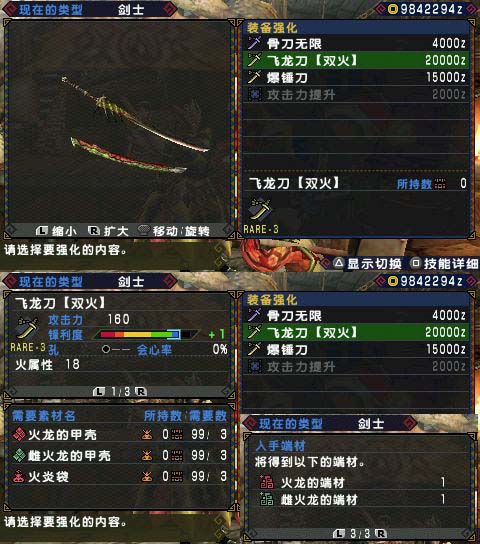 现在的类型 剑士
9842294z
装备强化
骨刀无限 4000z
飞龙刀【双火】 20000z
爆锤刀 15000z
攻击力提升 2000z
飞龙刀【双火】 所持数 0
RARE-3
L 缩小 R 扩大 移动/旋转
请选择要强化的内容。
△显示切换 □技能详细
现在的类型 剑士
9842294z
飞龙刀【双火】
攻击力 160
锋利度 +1
RARE-3
孔 ○-- 会心率 0%
火属性 18
L 1/3 R
装备强化
骨刀无限 4000z
飞龙刀【双火】 20000z
爆锤刀 15000z
攻击力提升 2000z
需要素材名 所持数 需要数
火龙的甲壳 0 99/ 3
雌火龙的甲壳 0 99/ 3
火炎袋 0 99/ 3
请选择要强化的内容。
现在的类型 剑士
入手端材
将得到以下的端材。
火龙的端材 1
雌火龙的端材 1
L 3/3 R